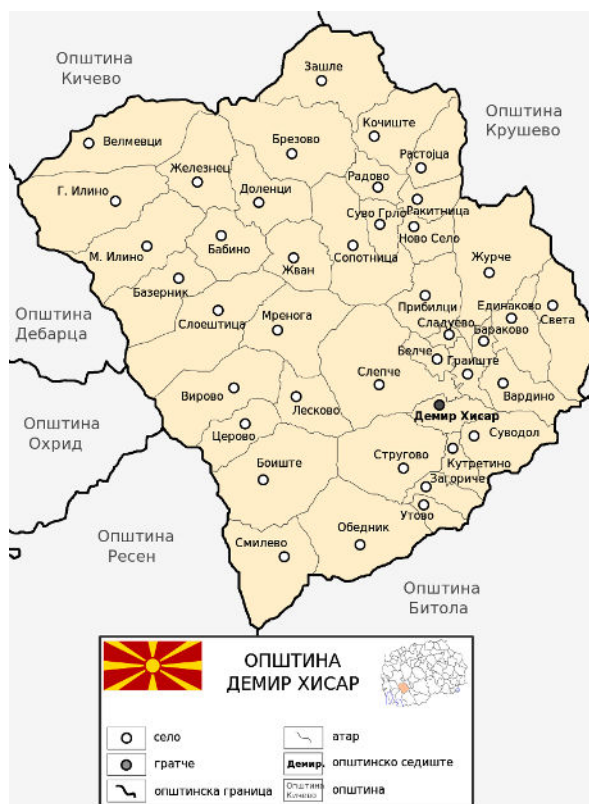 Општина
Кичево
Зашле
Општина
Крушево
Велмевци
Брезово
Кочиште
Растојца
Железнец
Г. Илино
Доленци
Радово
Ракитница
Суво Грло
Ново Село
М. Илино
Бабино
Жван
Сопотница
Журче
Базерник
Општина
Дебарца
Слоештица
Мренога
Прибилци
Сладуево
Единаково
Бараково
Света
Белче
Граиште
Слепче
Вирово
Лесково
Вардино
Демир Хисар
Општина
Охрид
Церово
Суводол
Стругово
Кутретино
Боиште
Загориче
Утово
Општина
Ресен
Смилево
Обедник
Општина
Битола
ОПШТИНА
ДЕМИР ХИСАР
село
атар
гратче
Демир.
општинско седиште
општинска граница
Општина
Кичево
општина